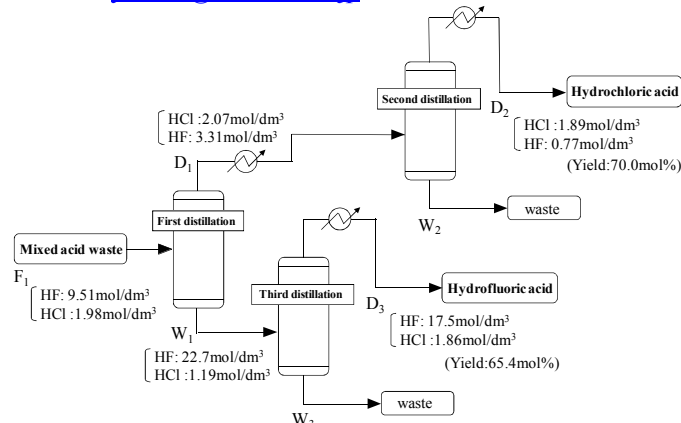 Second distillation
Hydrochloric acid
D2
HCl :1.89mol/dm3
HF: 0.77mol/dm3
(Yield:70.0mol%)
HCl :2.07mol/dm3
HF: 3.31mol/dm3
D1
W2
waste
First distillation
Mixed acid waste
F1
HF: 9.51mol/dm3
HCl :1.98mol/dm3
Third distillation
Hydrofluoric acid
D3
HF: 17.5mol/dm3
HCl :1.86mol/dm3
(Yield:65.4mol%)
W1
HF: 22.7mol/dm3
HCl :1.19mol/dm3
waste